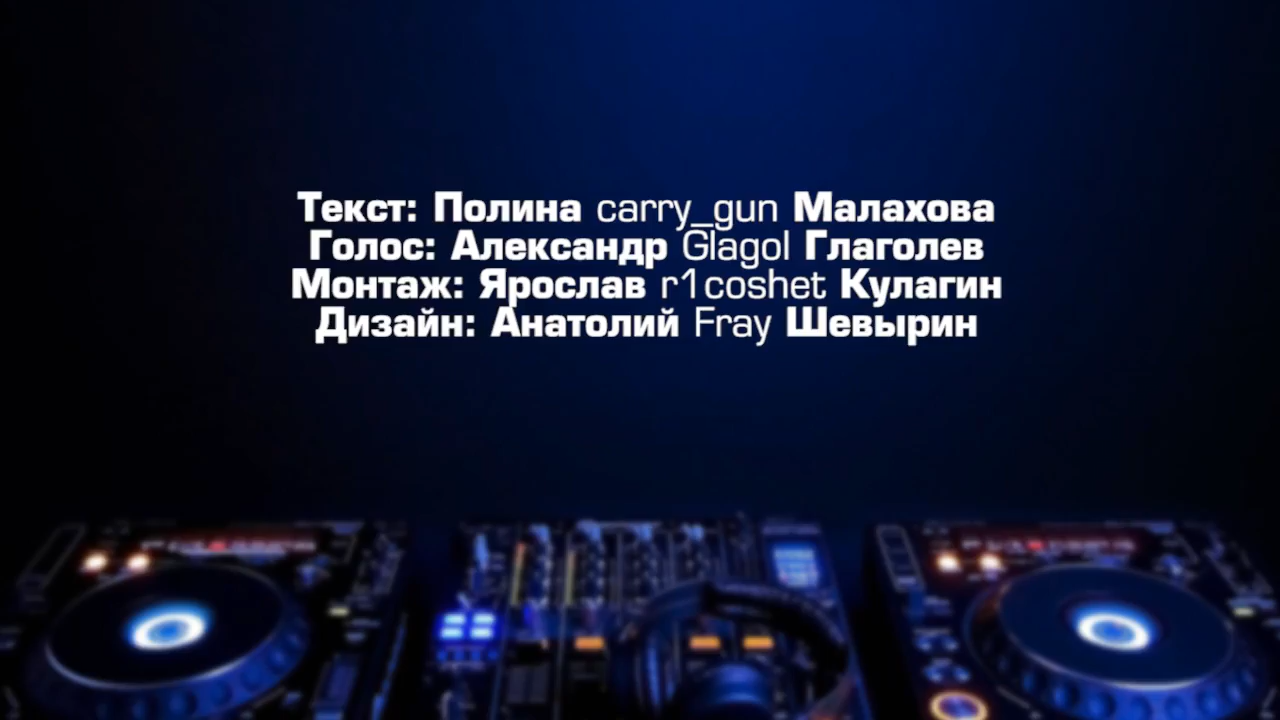 Текст: Полина carry_gun Малахова
Голос: Александр Glagol Глаголев
Монтаж: Ярослав r1coshet Кулагин
Дизайн: Анатолий Fray Шевырин